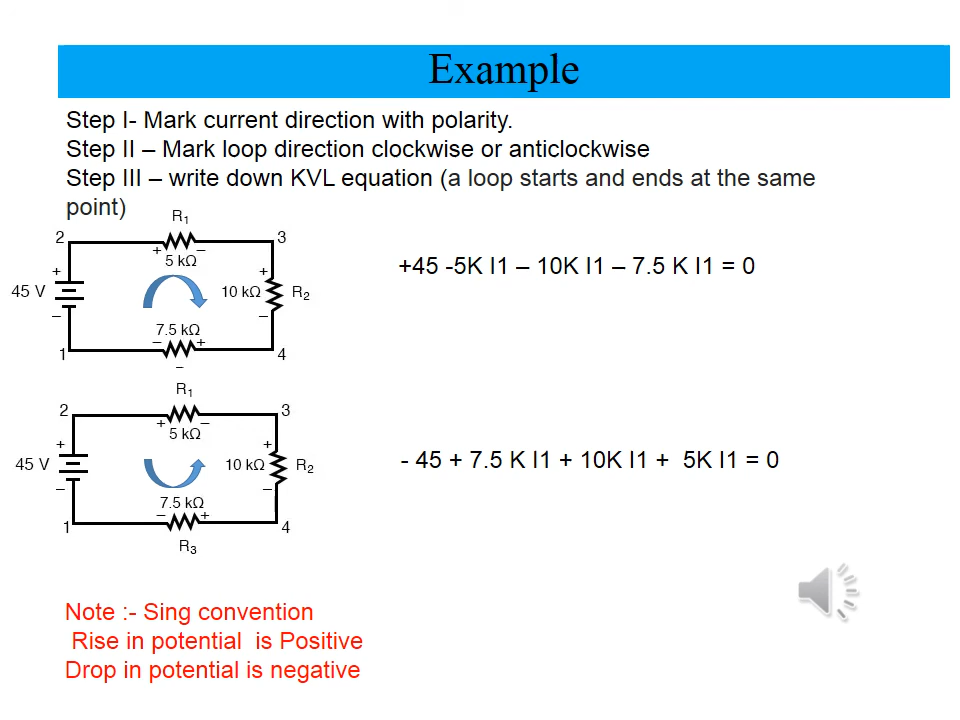 Example
Step I- Mark current direction with polarity.
Step II – Mark loop direction clockwise or anticlockwise
Step III – write down KVL equation (a loop starts and ends at the same
point)
R1
2
3
+
–
5 kΩ
+
+
45 V
10 kΩ
R2
–
–
7.5 kΩ
–
+
1
4
–
+45 -5K I1 – 10K I1 – 7.5 K I1 = 0
R1
2
3
+
–
5 kΩ
+
+
45 V
10 kΩ
R2
–
–
7.5 kΩ
–
+
1
4
R3
- 45 + 7.5 K I1 + 10K I1 + 5K I1 = 0
Note :- Sing convention
Rise in potential is Positive
Drop in potential is negative